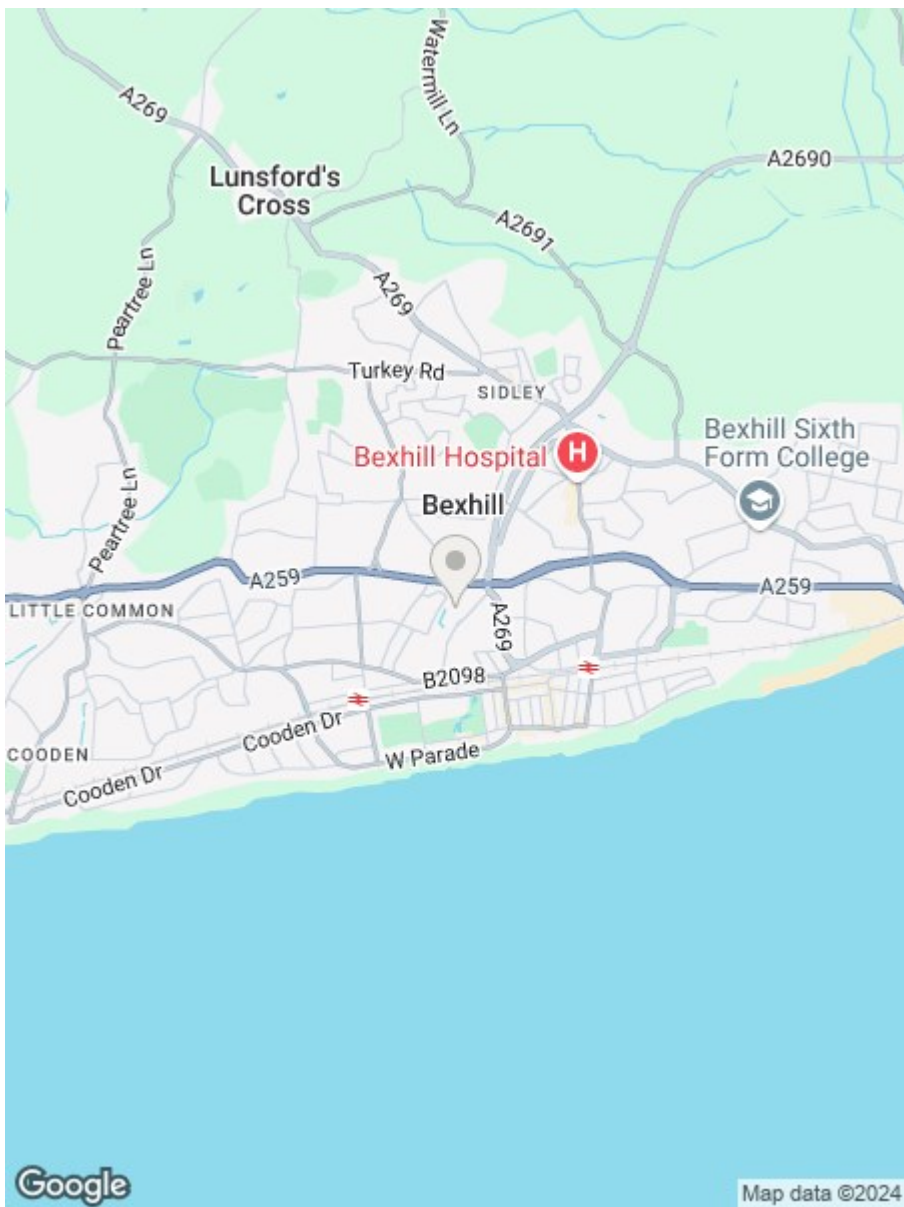 Watermill Ln
A269
A2690
Lunsford's
Cross
A2691
Peartree Ln
A269
Turkey Rd
SIDLEY
Bexhill Sixth
Form College
Bexhill Hospital
H
Bexhill
Peartree Ln
A259
A259
LITTLE COMMON
A269
B2098
Cooden Dr
COODEN
W Parade
Cooden Dr
Google
Map data ©2024